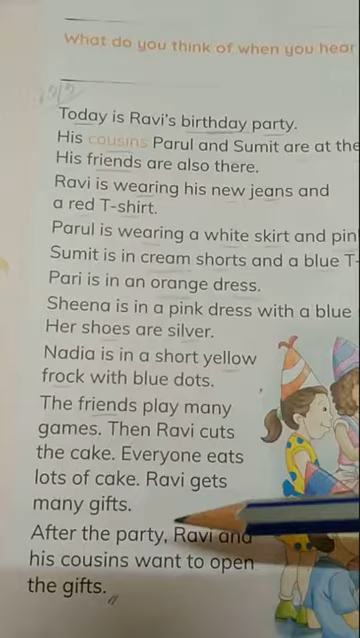 What do you think of when you hear
Today is Ravi's birthday party.
His cousins Parul and Sumit are at the
His friends are also there.
Ravi is wearing his new jeans and
a red T-shirt.
Parul is wearing a white skirt and pin
Sumit is in cream shorts and a blue T-
Pari is in an orange dress.
Sheena is in a pink dress with a blue
Her shoes are silver.
Nadia is in a short yellow
frock with blue dots.
The friends play many
games. Then Ravi cuts
the cake. Everyone eats
lots of cake. Ravi gets
many gifts.
After the party, Ravi and
his cousins want to open
the gifts.